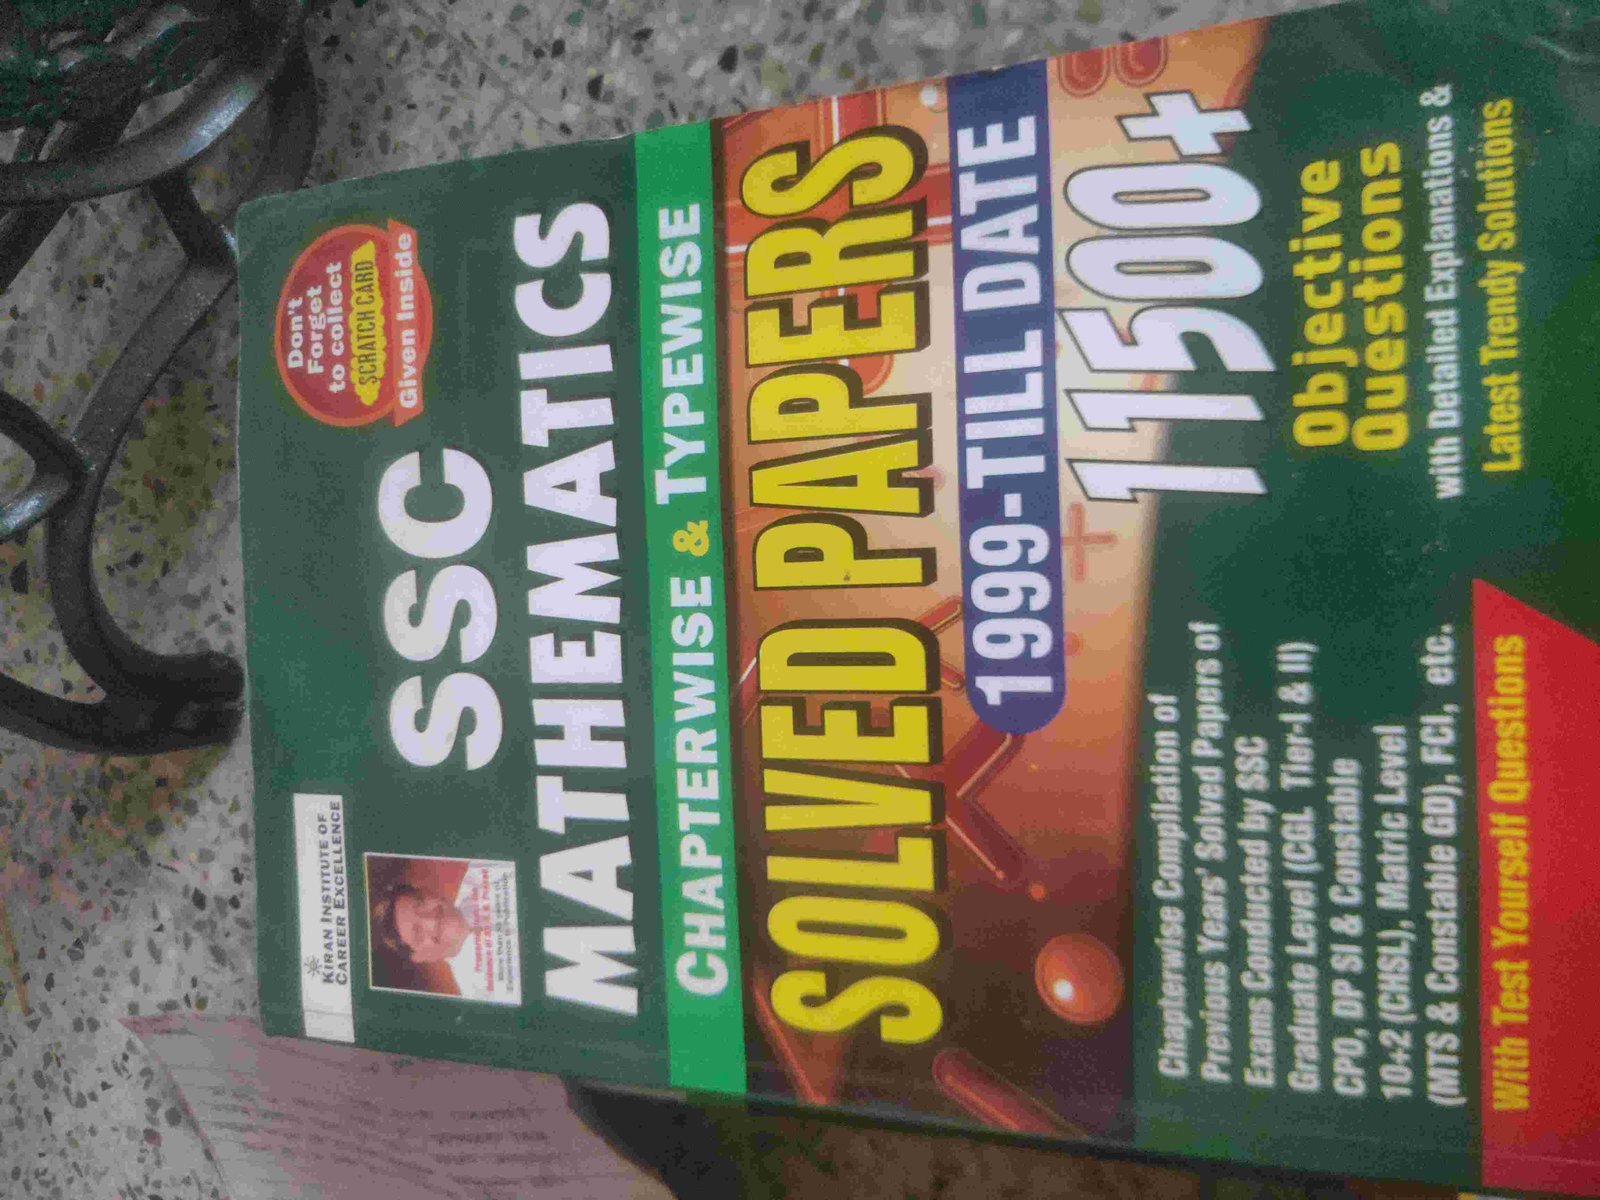 KIRAN INSTITUTE OF
CAREER EXCELLENCE
Don't
Forget
to collect
SCRATCH CARD
Given Inside
SSC
MATHEMATICS
CHAPTERWISE & TYPEWISE
SOLVED PAPERS
1999-TILL DATE
11500+
Objective
Questions
with Detailed Explanations &
Latest Trendy Solutions
Chapterwise Compilation of
Previous Years' Solved Papers of
Exams Conducted by SSC
Graduate Level (CGL Tier-I & II)
CPO, DP SI & Constable
10+2 (CHSL), Matric Level
(MTS & Constable GD), FCI, etc.
With Test Yourself Questions